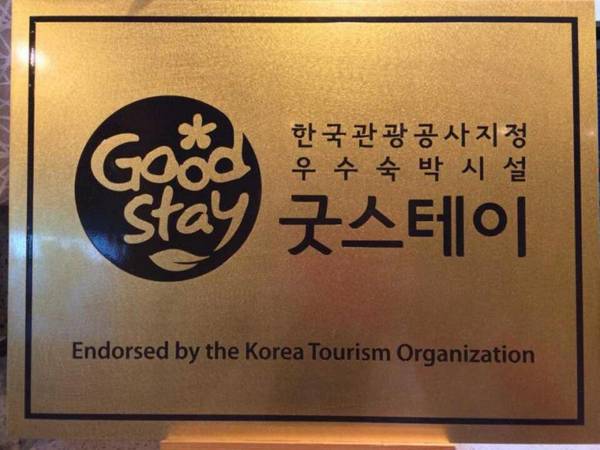 Good
Stay
한국관광공사지정
우수숙박시설
굿스테이
Endorsed by the Korea Tourism Organization